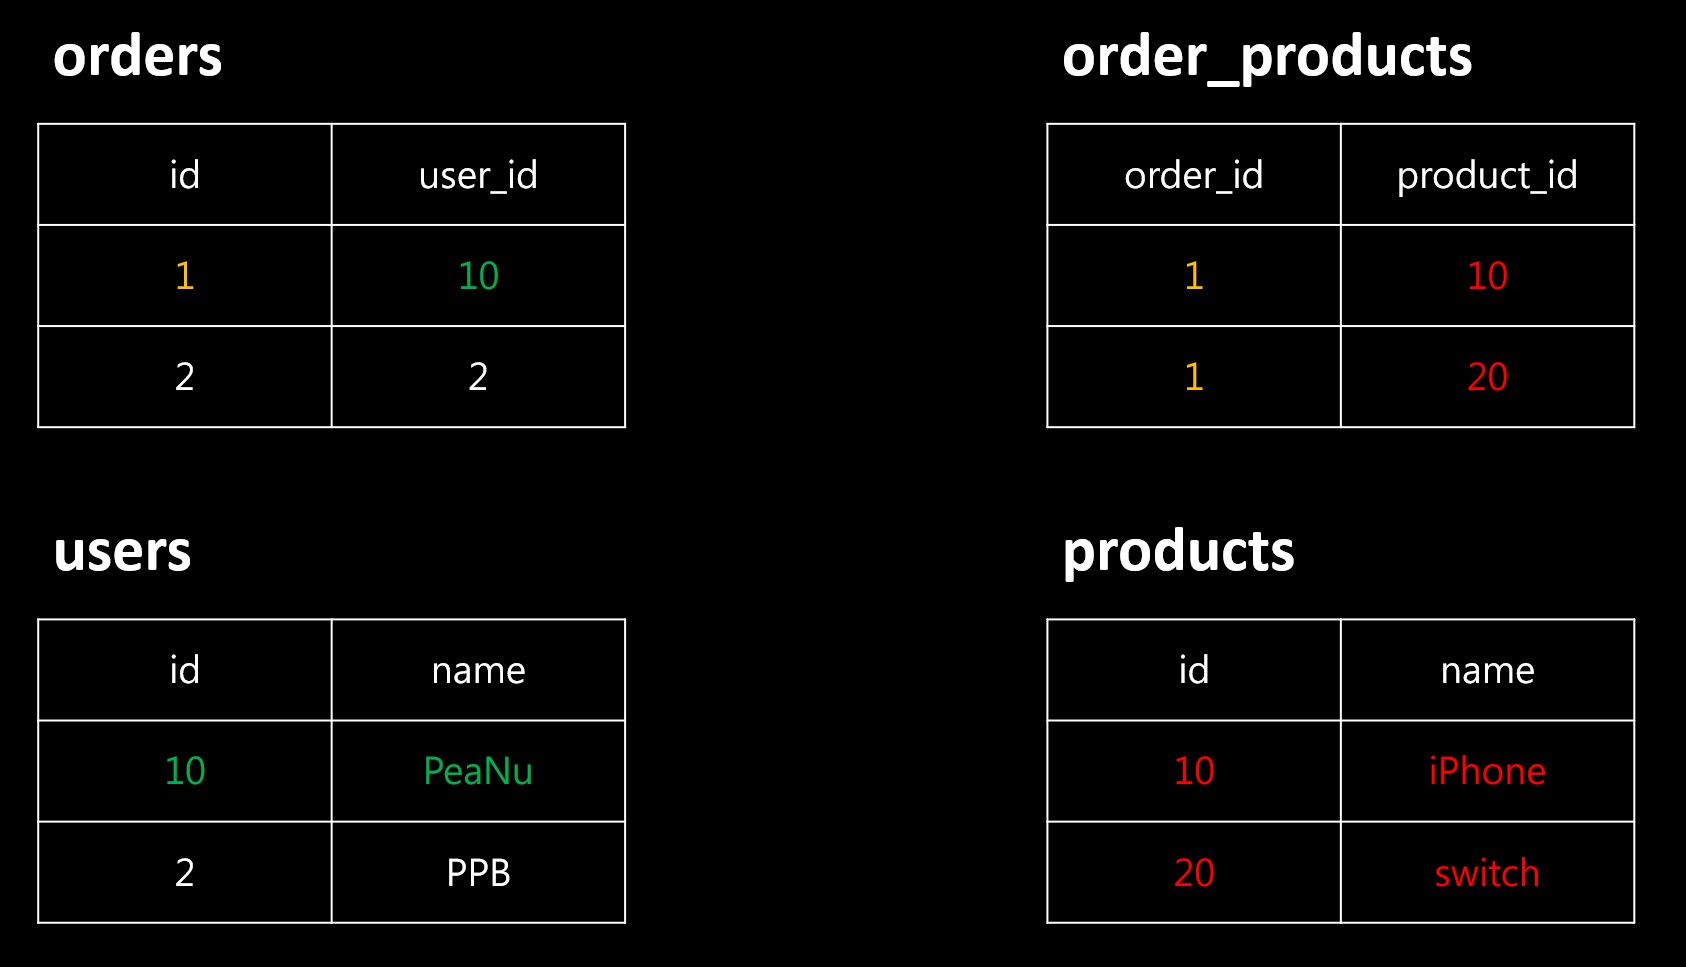 orders
id user_id
1 10
2 2
order_products
order_id product_id
1 10
1 20
users
id name
10 PeaNu
2 PPB
products
id name
10 iPhone
20 switch